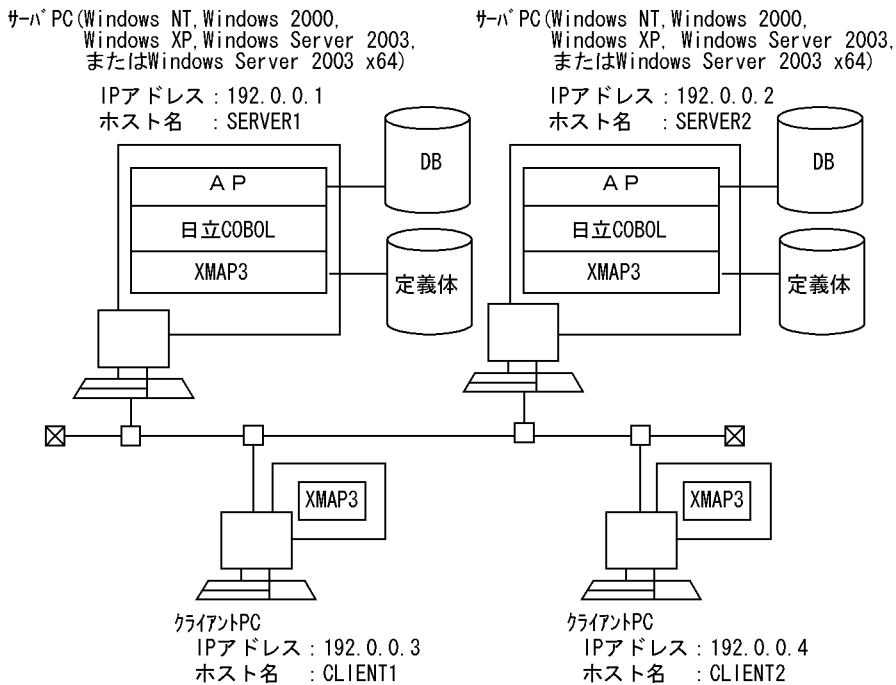 サーバPC(Windows NT,Windows 2000,
Windows XP,Windows Server 2003,
またはWindows Server 2003 x64)
IPアドレス：192.0.0.1
ホスト名　：SERVER1
DB
AP
日立COBOL
XMAP3
定義体
サーバPC(Windows NT,Windows 2000,
Windows XP, Windows Server 2003,
またはWindows Server 2003 x64)
IPアドレス：192.0.0.2
ホスト名　：SERVER2
DB
AP
日立COBOL
XMAP3
定義体
XMAP3
クライアントPC
IPアドレス：192.0.0.3
ホスト名　：CLIENT1
XMAP3
クライアントPC
IPアドレス：192.0.0.4
ホスト名　：CLIENT2